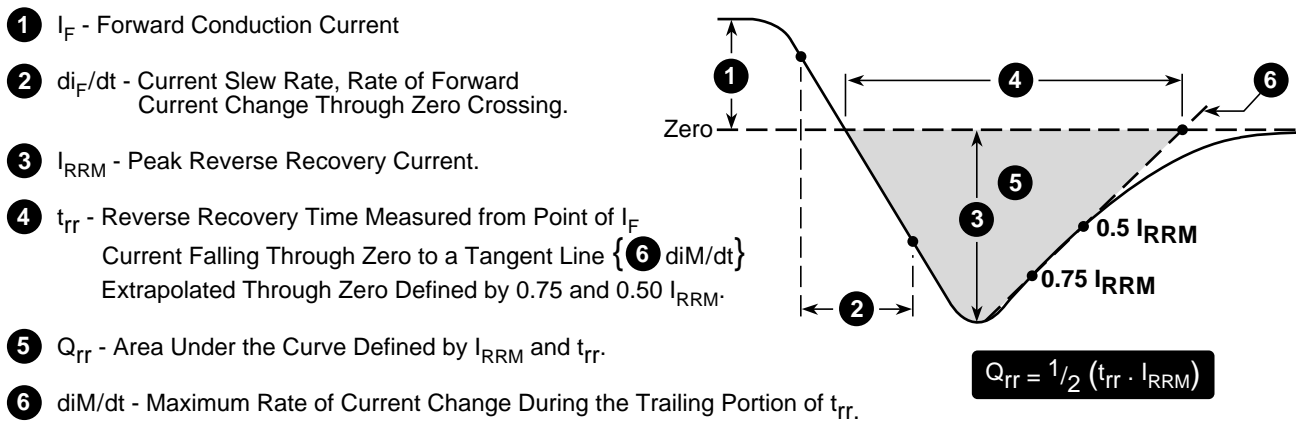 1 I_F - Forward Conduction Current
2 di_F/dt - Current Slew Rate, Rate of Forward
Current Change Through Zero Crossing.
3 I_RRM - Peak Reverse Recovery Current.
4 t_rr - Reverse Recovery Time Measured from Point of I_F
Current Falling Through Zero to a Tangent Line {6 diM/dt}
Extrapolated Through Zero Defined by 0.75 and 0.50 I_RRM.
5 Q_rr - Area Under the Curve Defined by I_RRM and t_rr.
6 diM/dt - Maximum Rate of Current Change During the Trailing Portion of t_rr.
1
4
6
Zero
5
3
0.5 I_RRM
0.75 I_RRM
2
Q_rr = 1/2 (t_rr . I_RRM)